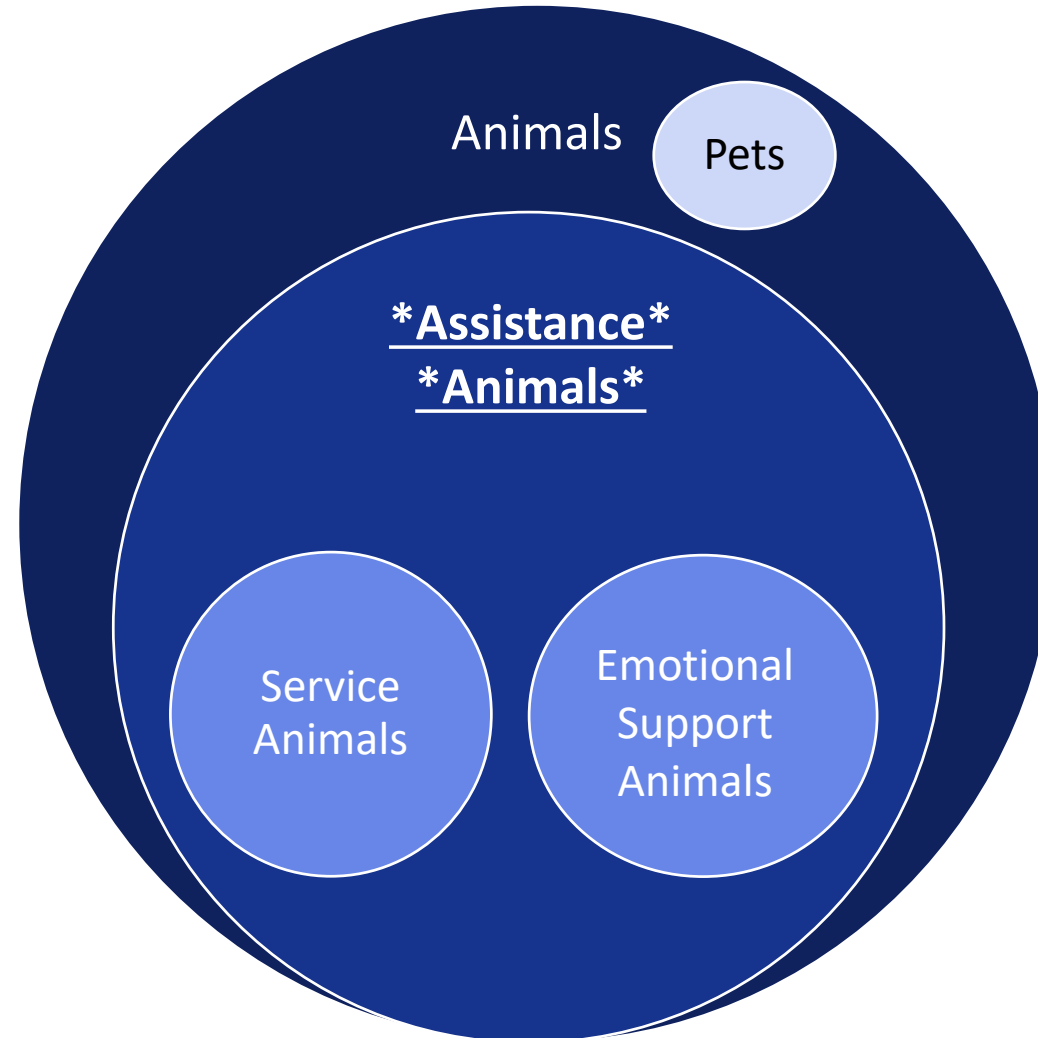 Animals
Pets
*Assistance*
*Animals*
Service
Animals
Emotional
Support
Animals